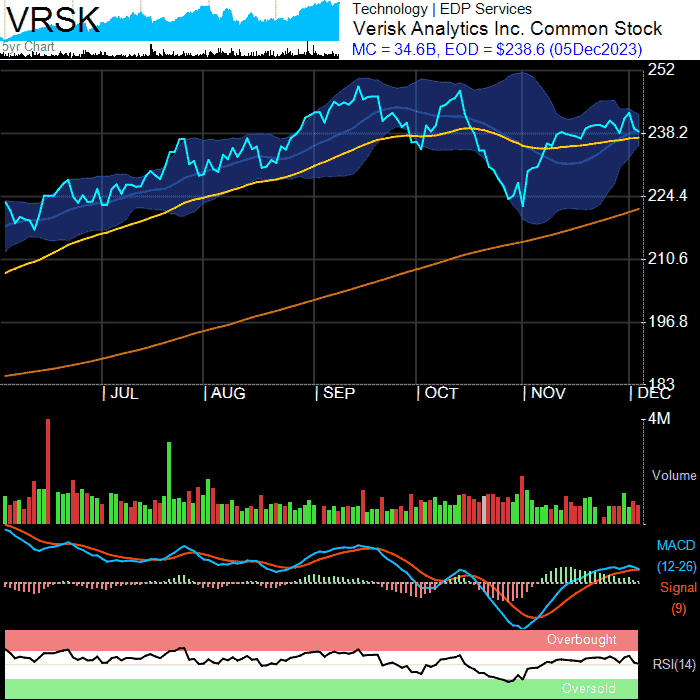 VRSK
5yr Chart
Technology | EDP Services
Verisk Analytics Inc. Common Stock
MC = 34.6B, EOD = $238.6 (05Dec2023)
252
238.2
224.4
210.6
196.8
183
JUL AUG SEP OCT NOV DEC
4M
Volume
MACD
(12-26)
Signal
(9)
Overbought
RSI(14)
Oversold